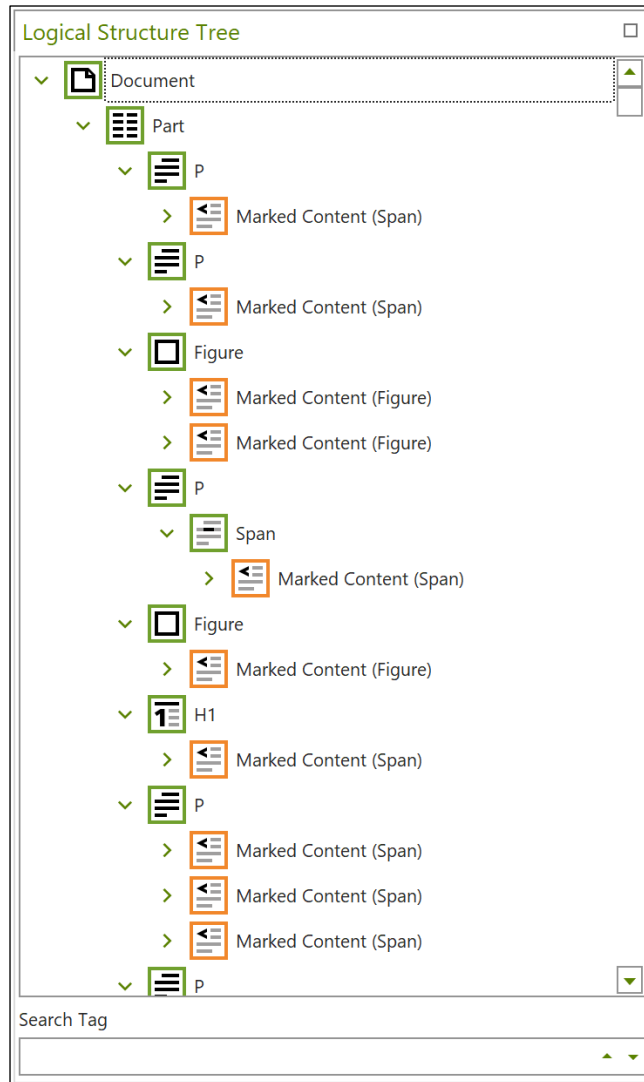 Logical Structure Tree
Document
Part
P
Marked Content (Span)
P
Marked Content (Span)
Figure
Marked Content (Figure)
Marked Content (Figure)
P
Span
Marked Content (Span)
Figure
Marked Content (Figure)
H1
Marked Content (Span)
P
Marked Content (Span)
Marked Content (Span)
Marked Content (Span)
P
Search Tag